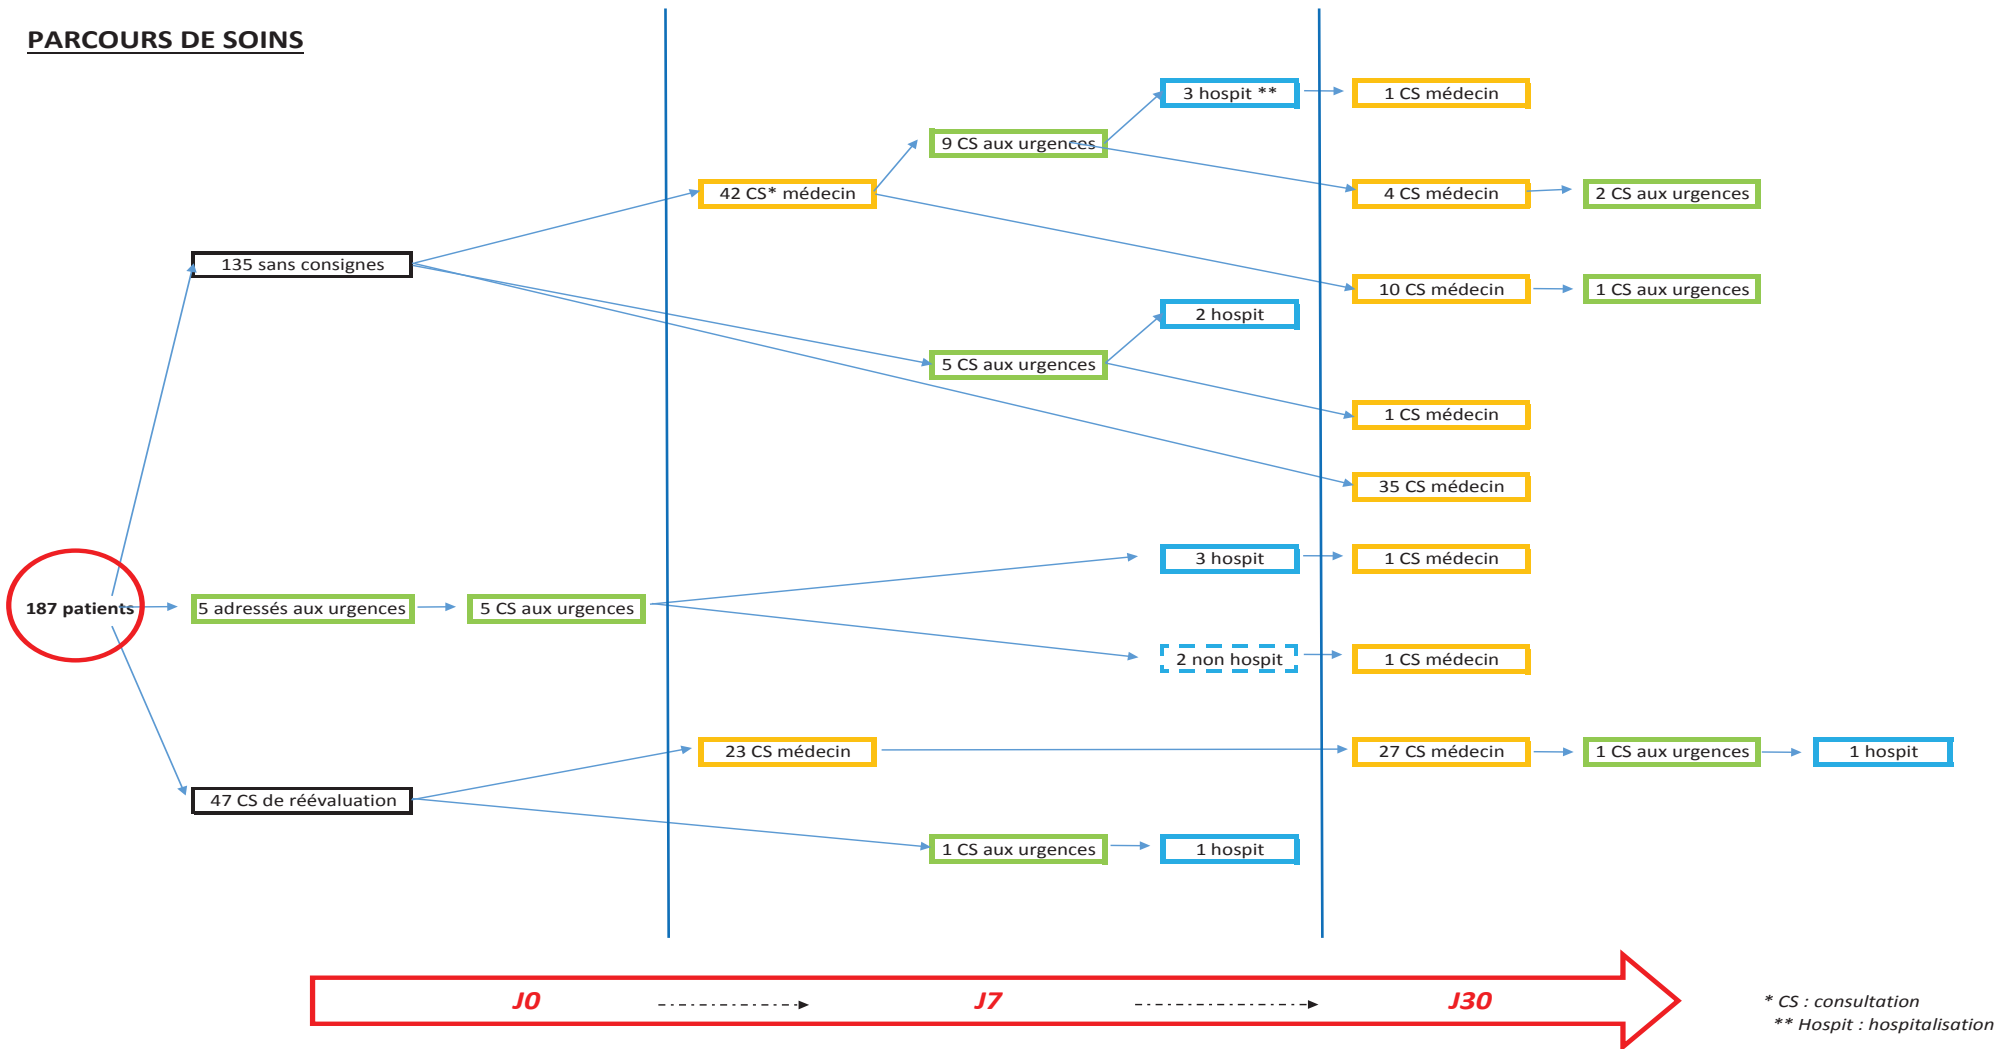 PARCOURS DE SOINS
3 hospit **
1 CS médecin
9 CS aux urgences
42 CS* médecin
4 CS médecin
2 CS aux urgences
135 sans consignes
10 CS médecin
1 CS aux urgences
2 hospit
5 CS aux urgences
1 CS médecin
35 CS médecin
3 hospit
1 CS médecin
187 patients
5 adressés aux urgences
5 CS aux urgences
2 non hospit
1 CS médecin
23 CS médecin
27 CS médecin
1 CS aux urgences
1 hospit
47 CS de réévaluation
1 CS aux urgences
1 hospit
J0
J7
J30
* CS : consultation
** Hospit : hospitalisation